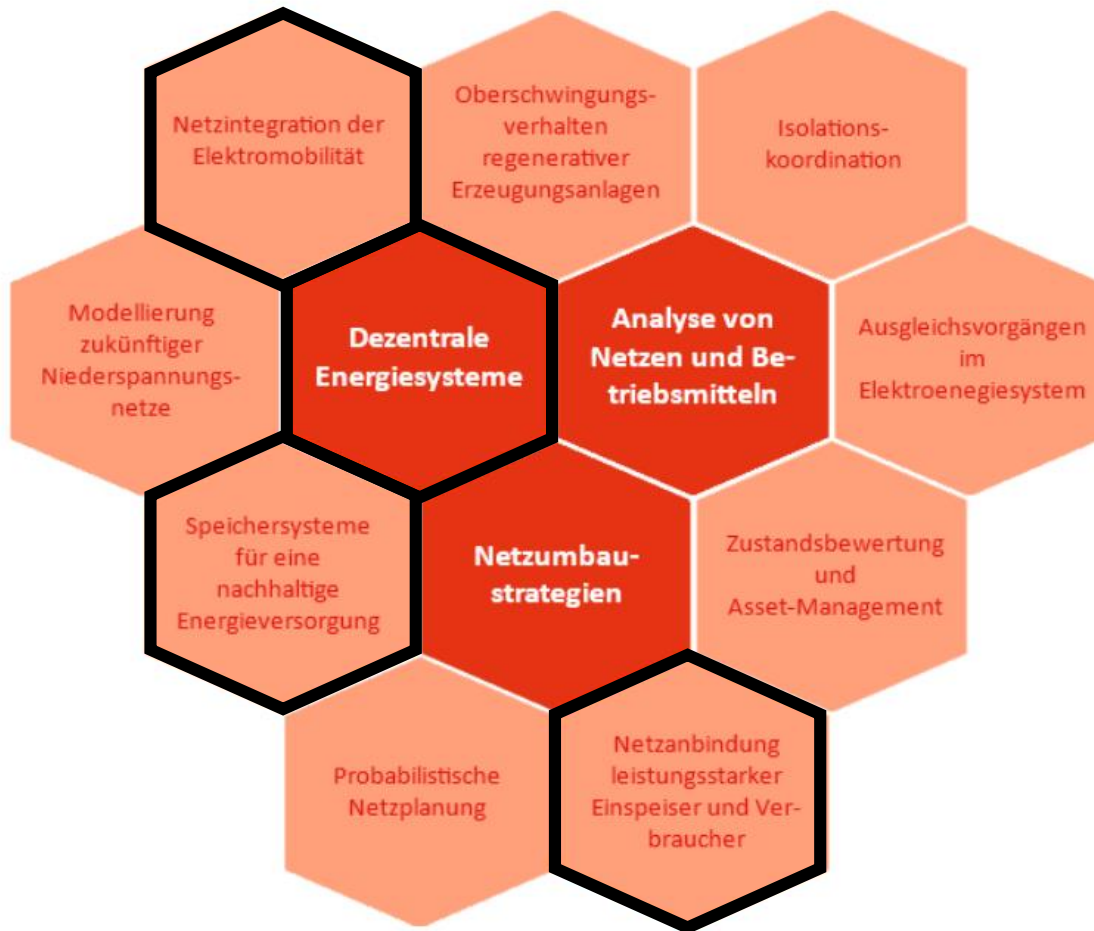 Netzintegration der
Elektromobilität
Oberschwingungs-
verhalten
regenerativer
Erzeugungsanlagen
Isolations-
koordination
Modellierung
zukünftiger
Niederspannungs-
netze
Dezentrale
Energiesysteme
Analyse von
Netzen und Be-
triebsmitteln
Ausgleichsvorgängen
im
Elektroenegiesystem
Speichersysteme
für eine
nachhaltige
Energieversorgung
Netzumbau-
strategien
Zustandsbewertung
und
Asset-Management
Probabilistische
Netzplanung
Netzanbindung
leistungsstarker
Einspeiser und Ver-
braucher